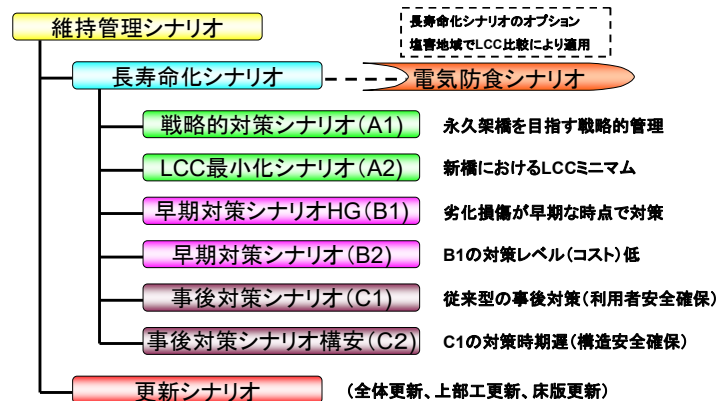 維持管理シナリオ
長寿命化シナリオのオプション
塩害地域でLCC比較により適用
長寿命化シナリオ
電気防食シナリオ
戦略的対策シナリオ(A1)
永久架橋を目指す戦略的管理
LCC最小化シナリオ(A2)
新橋におけるLCCミニマム
早期対策シナリオHG(B1)
劣化損傷が早期な時点で対策
早期対策シナリオ(B2)
B1の対策レベル(コスト)低
事後対策シナリオ(C1)
従来型の事後対策(利用者安全確保)
事後対策シナリオ構安(C2)
C1の対策時期遅(構造安全確保)
更新シナリオ
(全体更新、上部工更新、床版更新)